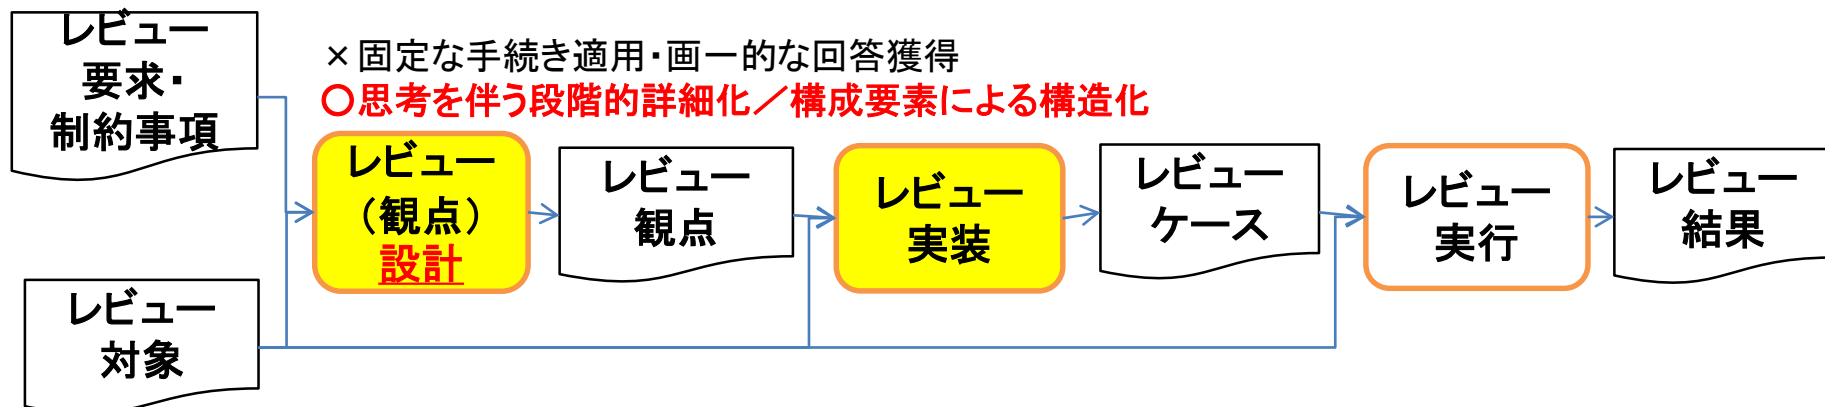 レビュー
要求・
制約事項
×固定な手続き適用・画一的な回答獲得
○思考を伴う段階的詳細化／構成要素による構造化
レビュー
（観点）
設計
レビュー
観点
レビュー
実装
レビュー
ケース
レビュー
実行
レビュー
結果
レビュー
対象